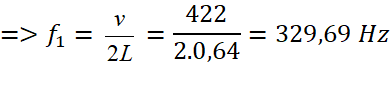 => f₁ = v/2L = 422/2.0,64 = 329,69 Hz